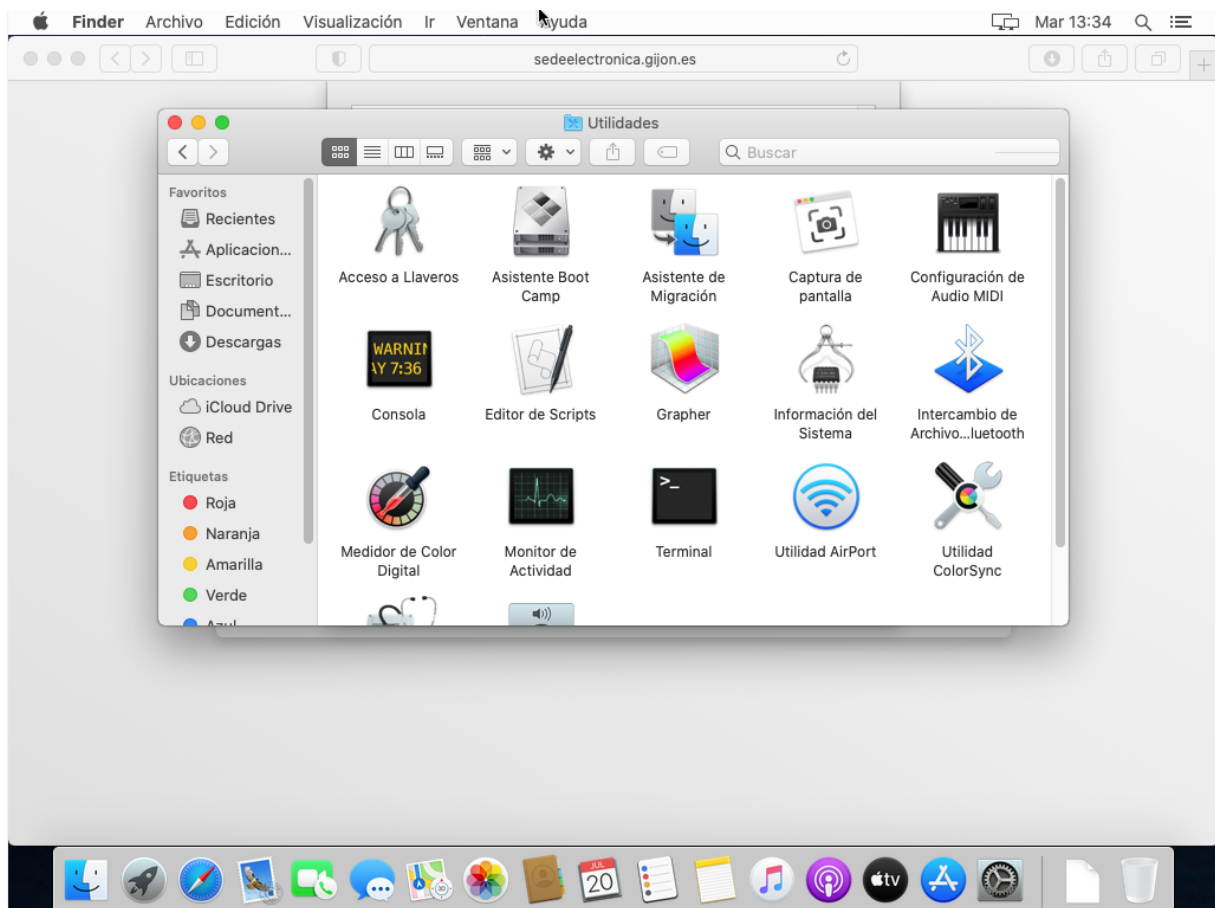 Finder Archivo Edición Visualización Ir Ventana Ayuda Mar 13:34
sedeelectronica.gijon.es
Utilidades
Buscar
Favoritos
Recientes
Aplicacion...
Escritorio
Document...
Descargas
Ubicaciones
iCloud Drive
Red
Etiquetas
Roja
Naranja
Amarilla
Verde
Azul
Acceso a Llaveros
Asistente Boot
Camp
Asistente de
Migración
Captura de
pantalla
Configuración de
Audio MIDI
WARNIN
AY 7:36
Consola
Editor de Scripts
Grapher
Información del
Sistema
Intercambio de
Archivo...luetooth
Medidor de Color
Digital
Monitor de
Actividad
>_
Terminal
Utilidad AirPort
Utilidad
ColorSync
JUL
20
tv